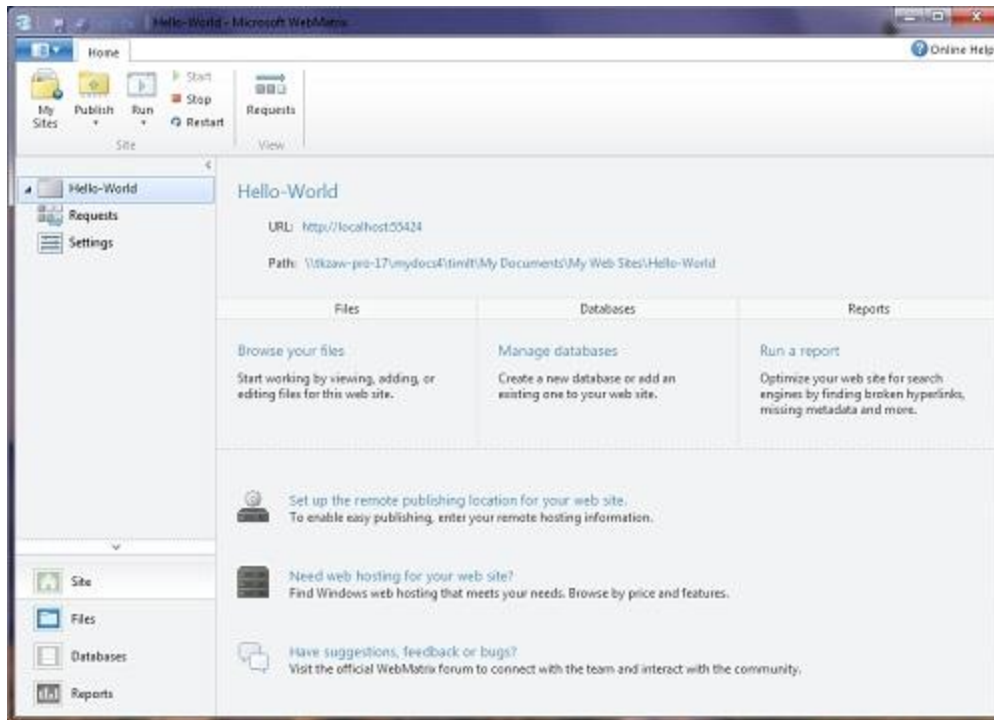 Hello-World - Microsoft WebMatrix
Home
Online Help
My Sites
Publish
Run
Start
Stop
Restart
Requests
Site
View
Hello-World
Requests
Settings
Hello-World
URL: http://localhost:55424
Path: \\tkzaw-pro-17\mydocs4\timlt\My Documents\My Web Sites\Hello-World
Files
Databases
Reports
Browse your files
Start working by viewing, adding, or
editing files for this web site.
Manage databases
Create a new database or add an
existing one to your web site.
Run a report
Optimize your web site for search
engines by finding broken hyperlinks,
missing metadata and more.
Set up the remote publishing location for your web site.
To enable easy publishing, enter your remote hosting information.
Need web hosting for your web site?
Find Windows web hosting that meets your needs. Browse by price and features.
Have suggestions, feedback or bugs?
Visit the official WebMatrix forum to connect with the team and interact with the community.
Site
Files
Databases
Reports